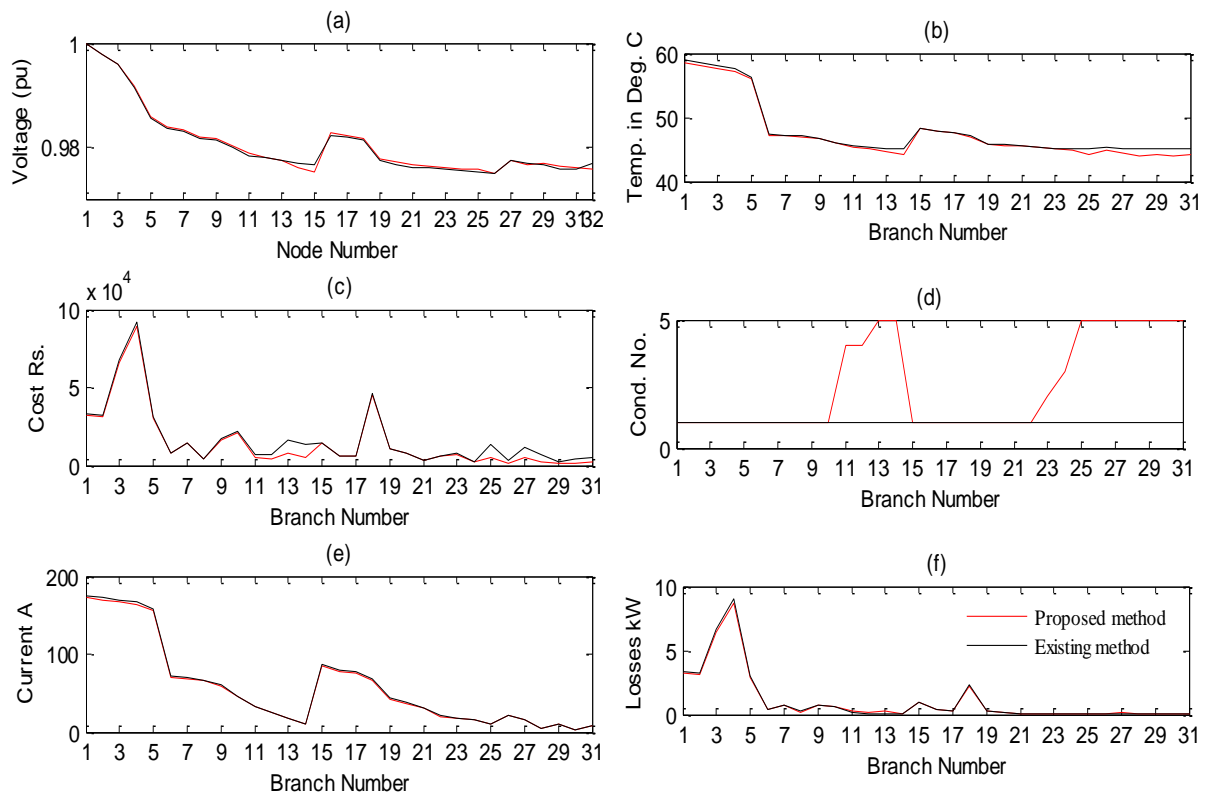 (a)
Voltage (pu)
1
0.98
1 3 5 7 9 11 13 15 17 19 21 23 25 27 29 31 32
Node Number
(b)
Temp. in Deg. C
60
50
40
1 3 5 7 9 11 13 15 17 19 21 23 25 27 29 31
Branch Number
(c)
x 10^4
Cost Rs.
10
5
0
1 3 5 7 9 11 13 15 17 19 21 23 25 27 29 31
Branch Number
(d)
Cond. No.
5
0
1 3 5 7 9 11 13 15 17 19 21 23 25 27 29 31
Branch Number
(e)
Current A
200
100
0
1 3 5 7 9 11 13 15 17 19 21 23 25 27 29 31
Branch Number
(f)
Losses kW
10
5
0
Proposed method
Existing method
1 3 5 7 9 11 13 15 17 19 21 23 25 27 29 31
Branch Number